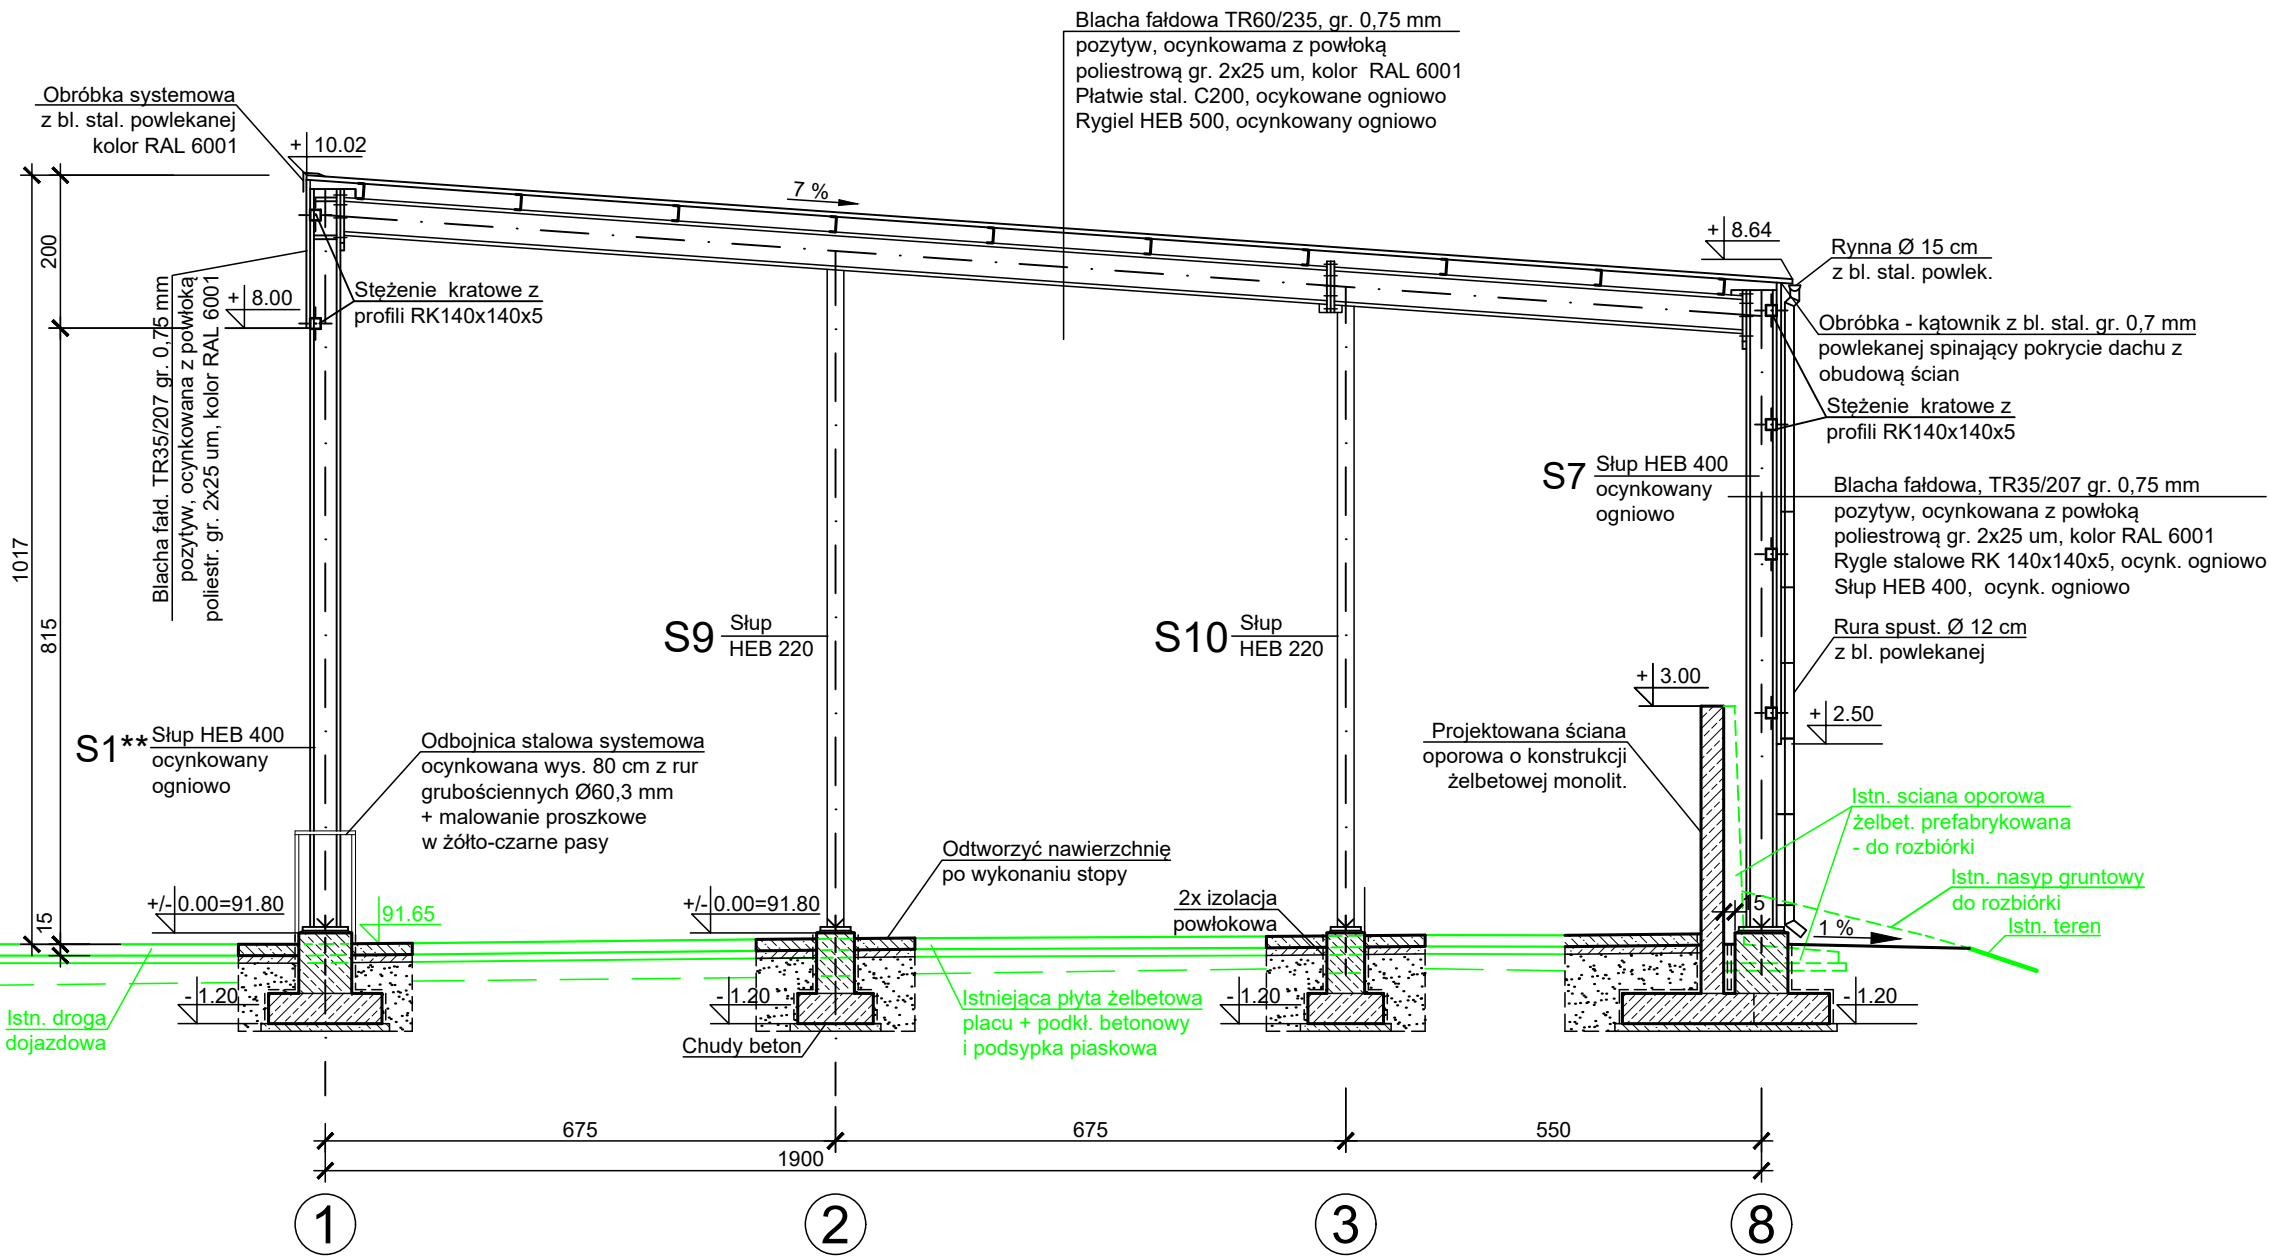 Blacha fałdowa TR60/235, gr. 0,75 mm
pozytyw, ocynkowama z powłoką
poliestrową gr. 2x25 um, kolor RAL 6001
Płatwie stal. C200, ocykowane ogniowo
Rygiel HEB 500, ocynkowany ogniowo
Obróbka systemowa
z bl. stal. powlekanej
kolor RAL 6001
+ 10.02
7 %
+ 8.64
Rynna Ø 15 cm
z bl. stal. powlek.
200
+ 8.00
Stężenie kratowe z
profili RK140x140x5
Blacha fałd. TR35/207 gr. 0,75 mm
pozytyw, ocynkowana z powłoką
poliestr. gr. 2x25 um, kolor RAL 6001
Obróbka - kątownik z bl. stal. gr. 0,7 mm
powlekanej spinający pokrycie dachu z
obudową ścian
Stężenie kratowe z
profili RK140x140x5
S7
Słup HEB 400
ocynkowany
ogniowo
Blacha fałdowa, TR35/207 gr. 0,75 mm
pozytyw, ocynkowana z powłoką
poliestrową gr. 2x25 um, kolor RAL 6001
Rygle stalowe RK 140x140x5, ocynk. ogniowo
Słup HEB 400, ocynk. ogniowo
1017
815
S9
Słup
HEB 220
S10
Słup
HEB 220
Rura spust. Ø 12 cm
z bl. powlekanej
+ 3.00
+ 2.50
S1**
Słup HEB 400
ocynkowany
ogniowo
Odbojnica stalowa systemowa
ocynkowana wys. 80 cm z rur
grubościennych Ø60,3 mm
+ malowanie proszkowe
w żółto-czarne pasy
Projektowana ściana
oporowa o konstrukcji
żelbetowej monolit.
Istn. sciana oporowa
żelbet. prefabrykowana
- do rozbiórki
Odtworzyć nawierzchnię
po wykonaniu stopy
Istn. nasyp gruntowy
do rozbiórki
Istn. teren
15
+/- 0.00=91.80
91.65
+/- 0.00=91.80
2x izolacja
powłokowa
15
1 %
- 1.20
- 1.20
- 1.20
- 1.20
Istn. droga
dojazdowa
Chudy beton
Istniejąca płyta żelbetowa
placu + podkł. betonowy
i podsypka piaskowa
675
675
550
1900
1
2
3
8